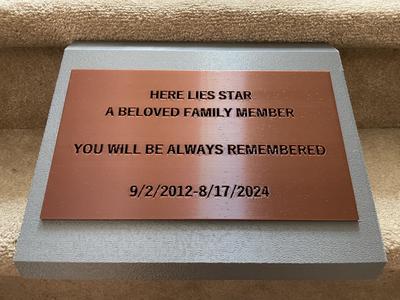 HERE LIES STAR
A BELOVED FAMILY MEMBER
YOU WILL BE ALWAYS REMEMBERED
9/2/2012-8/17/2024